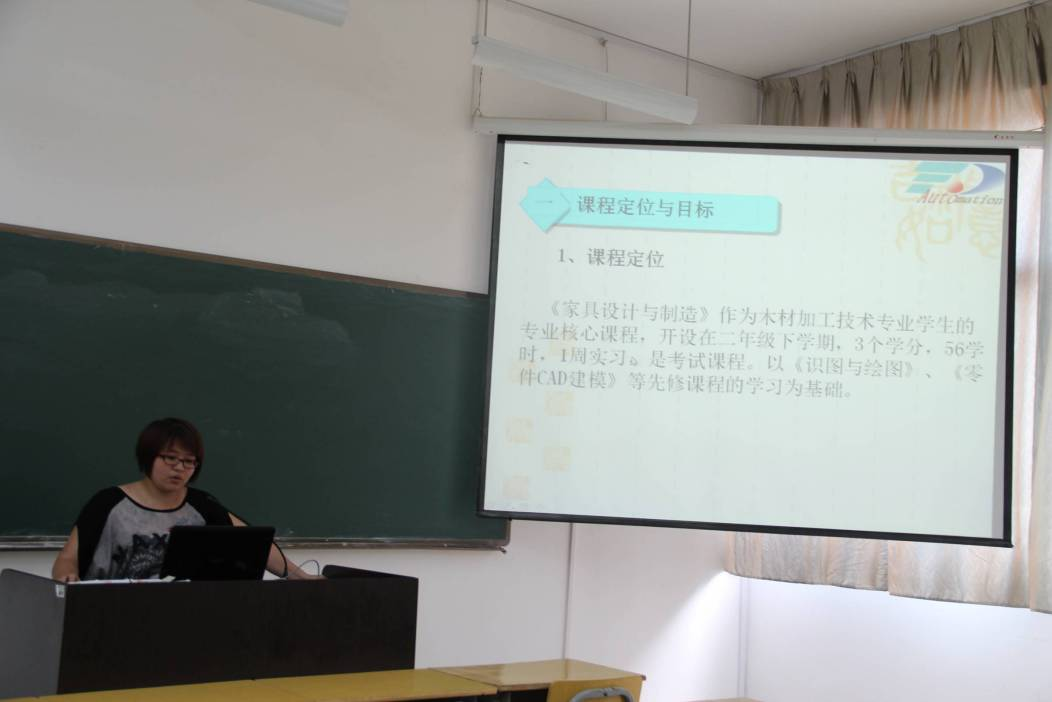 一 课程定位与目标
Automation
1、课程定位
《家具设计与制造》作为木材加工技术专业学生的
专业核心课程，开设在二年级下学期，3个学分，56学
时，1周实习。是考试课程。以《识图与绘图》、《零
件CAD建模》等先修课程的学习为基础。